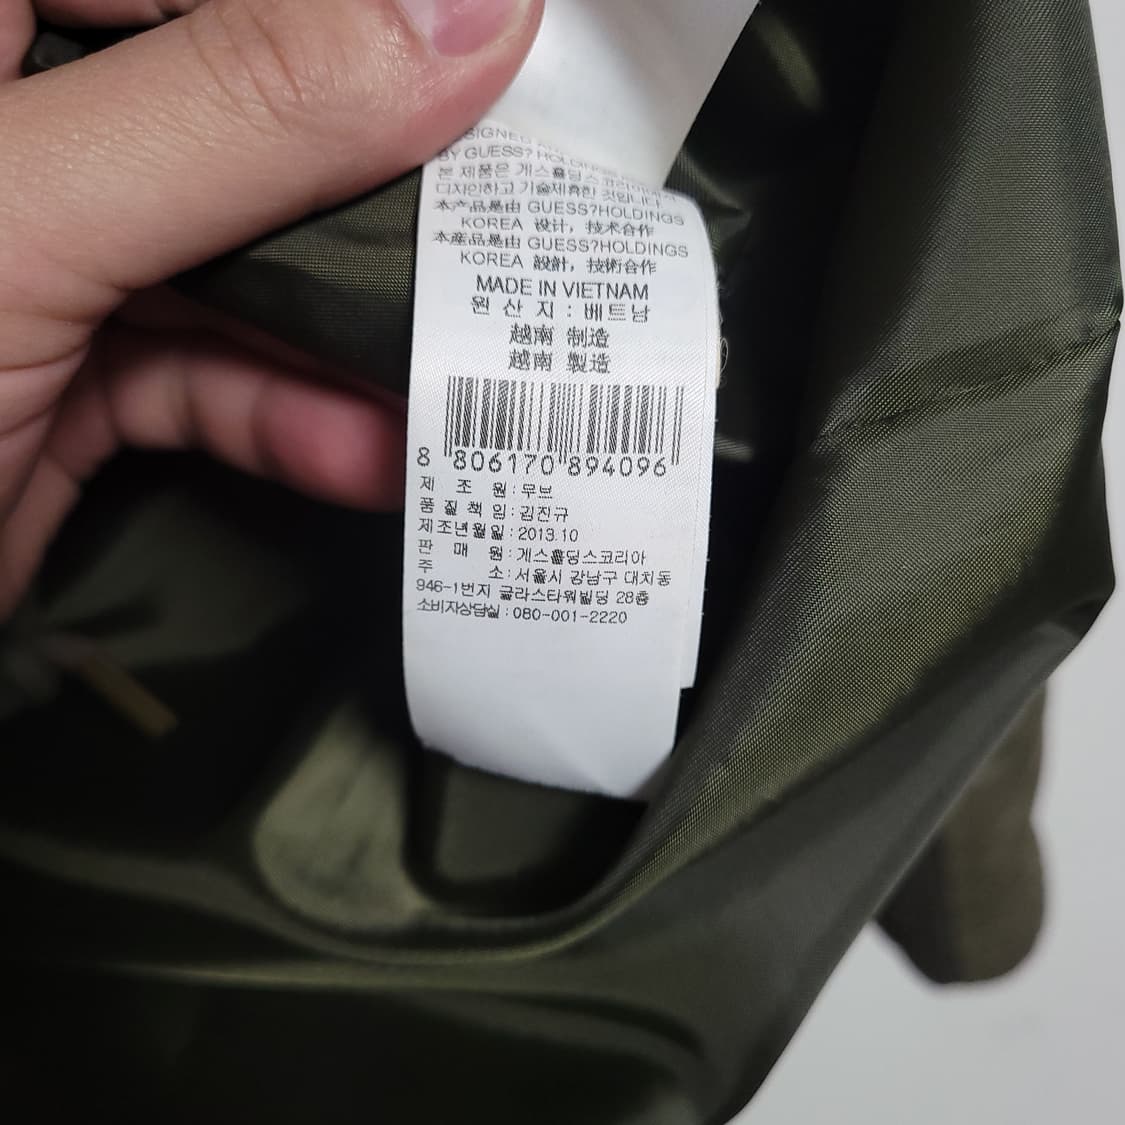 SIGNED
BY GUESS? HOLDINGS
본 제품은 게스홀딩스코리아가
디자인하고 기술제휴한 것입니다
本产品是由 GUESS?HOLDINGS
KOREA 设计，技术合作
本産品是由 GUESS?HOLDINGS
KOREA 設計，技術合作
MADE IN VIETNAM
원 산 지 : 베트남
越南 制造
越南 製造
8 806170 894096
제 조 원 : 무브
품 질 책 임 : 김진규
제조년월일 : 2013.10
판 매 원 : 게스홀딩스코리아
주 소 : 서울시 강남구 대치동
946-1번지 글라스타워빌딩 28층
소비자상담실 : 080-001-2220